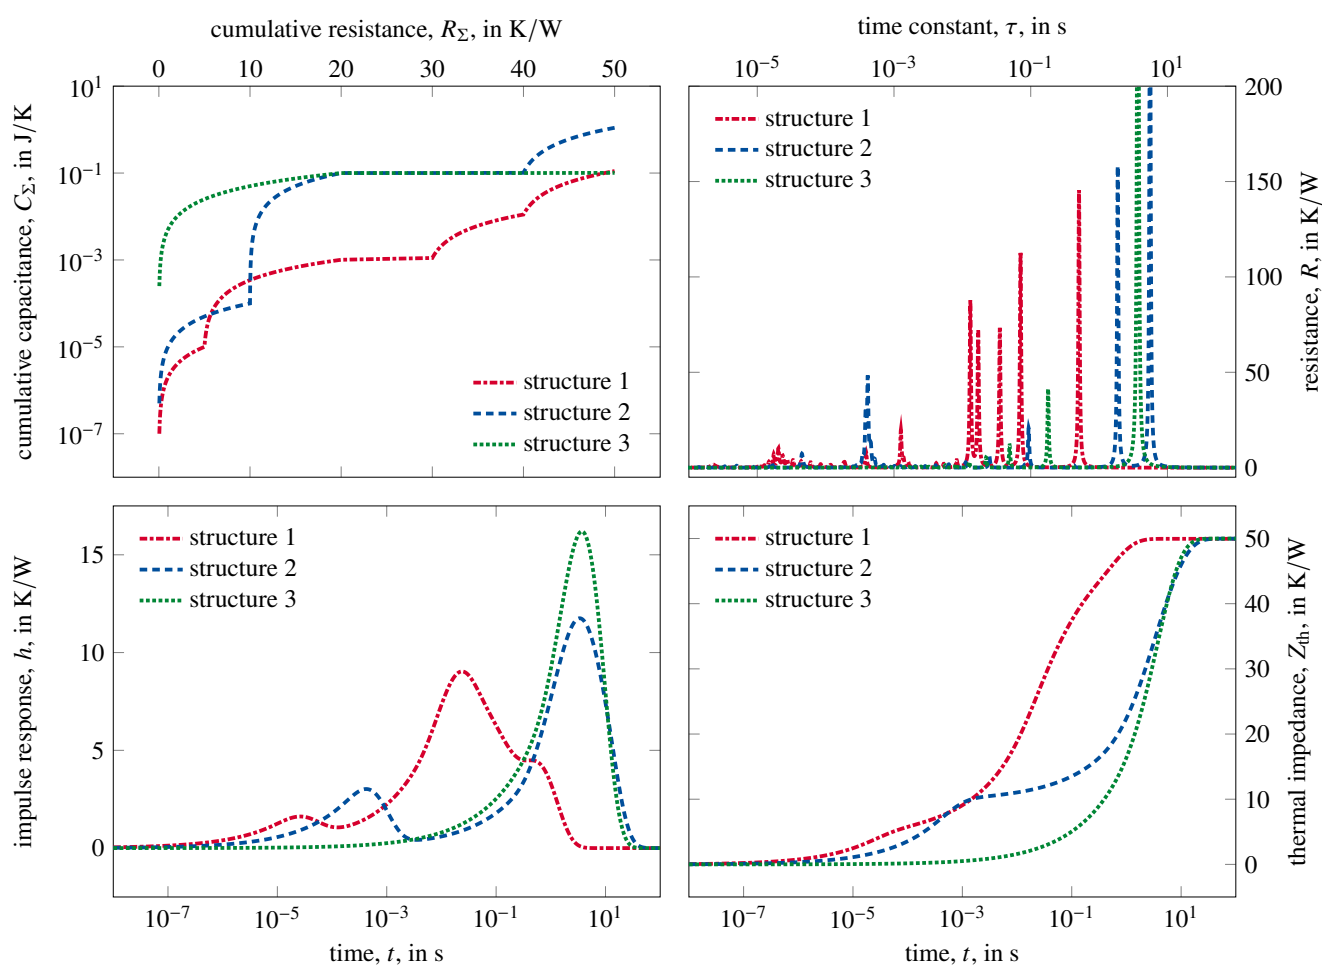 cumulative resistance, R_Σ, in K/W
0 10 20 30 40 50
cumulative capacitance, C_Σ, in J/K
10^1
10^−1
10^−3
10^−5
10^−7
structure 1
structure 2
structure 3
time constant, τ, in s
10^−5 10^−3 10^−1 10^1
structure 1
structure 2
structure 3
200
150
100
50
0
resistance, R, in K/W
impulse response, h, in K/W
15
10
5
0
structure 1
structure 2
structure 3
10^−7 10^−5 10^−3 10^−1 10^1
time, t, in s
structure 1
structure 2
structure 3
50
40
30
20
10
0
thermal impedance, Z_th, in K/W
10^−7 10^−5 10^−3 10^−1 10^1
time, t, in s